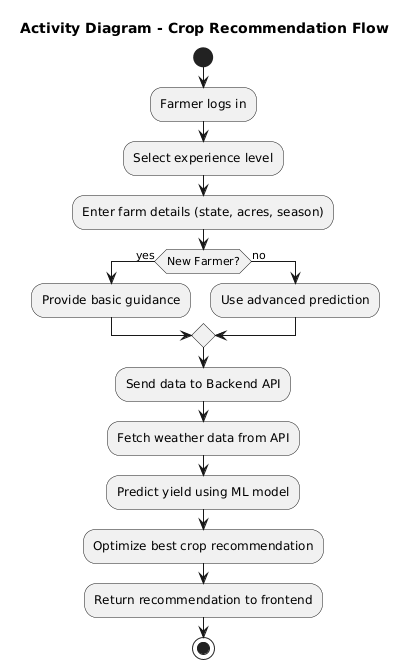 Activity Diagram - Crop Recommendation Flow
Farmer logs in
Select experience level
Enter farm details (state, acres, season)
yes
New Farmer?
no
Provide basic guidance
Use advanced prediction
Send data to Backend API
Fetch weather data from API
Predict yield using ML model
Optimize best crop recommendation
Return recommendation to frontend